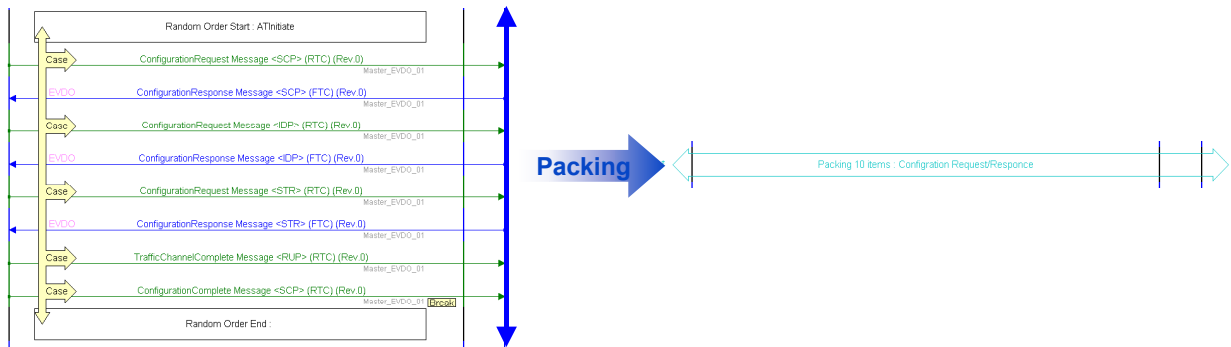 Random Order Start : ATInitiate
Case
ConfigurationRequest Message <SCP> (RTC) (Rev.0)
Master_EVDO_01
EVDO
ConfigurationResponse Message <SCP> (FTC) (Rev.0)
Master_EVDO_01
Case
ConfigurationRequest Message <IDP> (RTC) (Rev.0)
Master_EVDO_01
EVDO
ConfigurationResponse Message <IDP> (FTC) (Rev.0)
Master_EVDO_01
Case
ConfigurationRequest Message <STR> (RTC) (Rev.0)
Master_EVDO_01
EVDO
ConfigurationResponse Message <STR> (FTC) (Rev.0)
Master_EVDO_01
Case
TrafficChannelComplete Message <RUP> (RTC) (Rev.0)
Master_EVDO_01
Case
ConfigurationComplete Message <SCP> (RTC) (Rev.0)
Master_EVDO_01
Break
Random Order End :
Packing
Packing 10 items : Configration Request/Responce